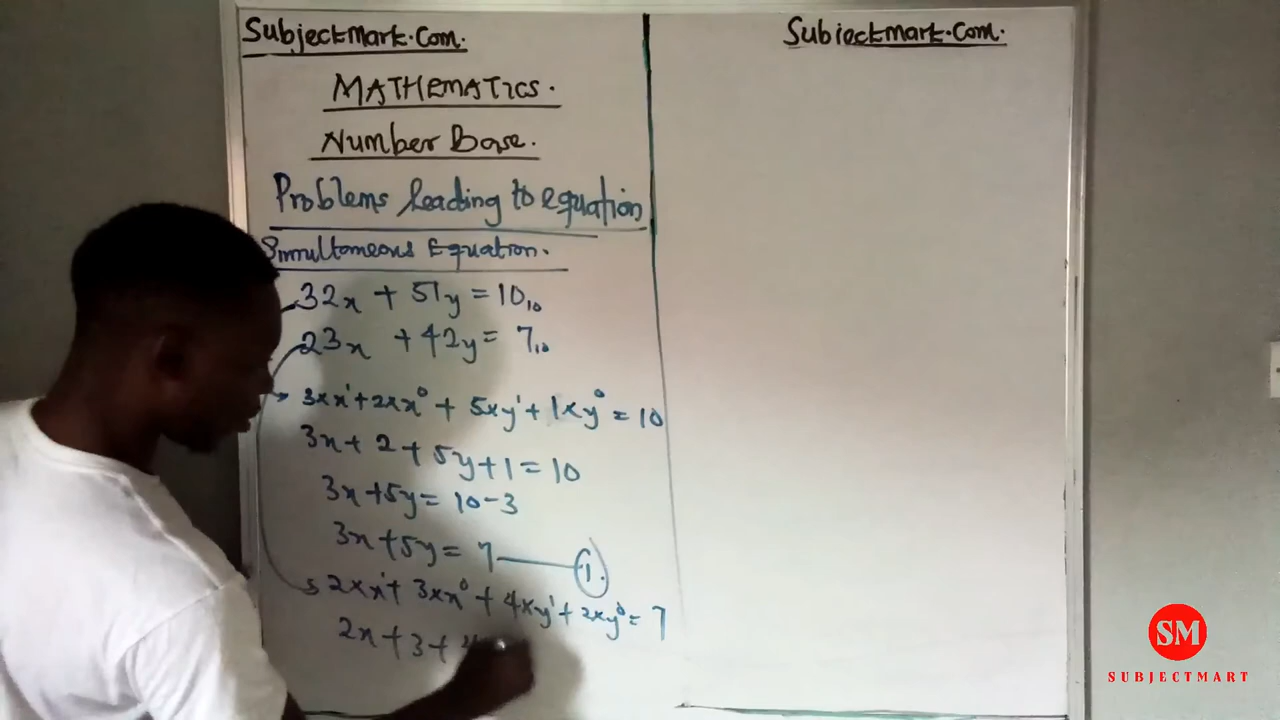 Subjectmark.Com.
MATHEMATICS.
Number Base.
Problems leading to equation
Simultaneous Equation.
32x + 51y = 10₁₀
23x + 42y = 7₁₀
3×x¹+2×x⁰ + 5×y¹+1×y⁰ = 10
3x + 2 + 5y + 1 = 10
3x + 5y = 10 - 3
3x + 5y = 7 — 1.
2×x¹+ 3×x⁰ + 4×y¹ + 2×y⁰ = 7
2x + 3 + 4
Subjectmark.Com.
SM
SUBJECTMART